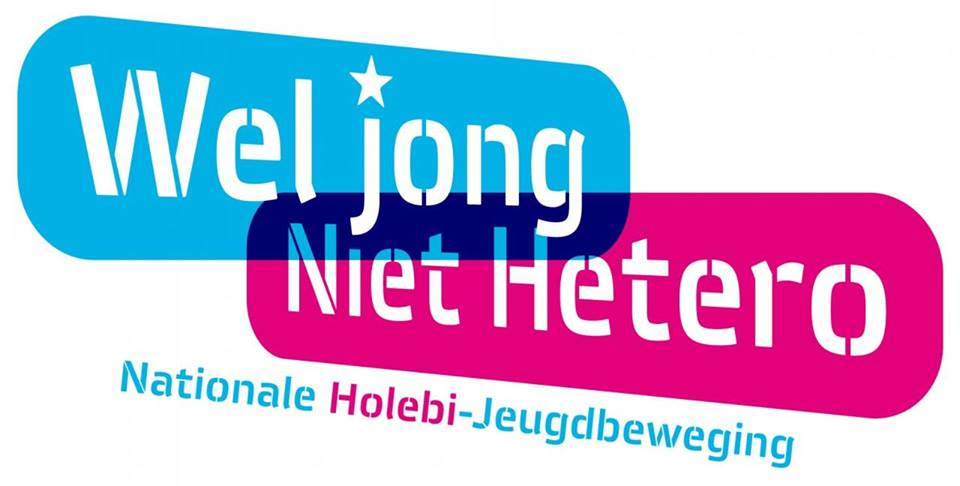 Wel jong
Niet Hetero
Nationale Holebi-Jeugdbeweging